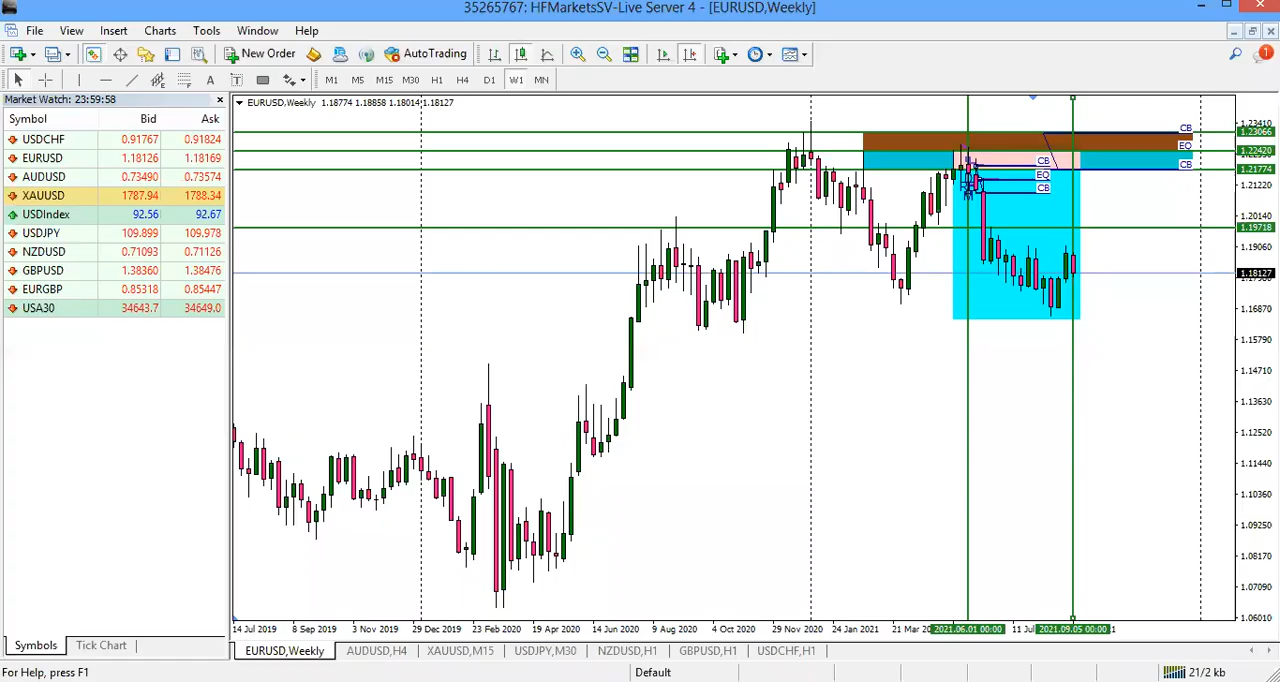 35265767: HFMarketsSV-Live Server 4 - [EURUSD,Weekly]
File View Insert Charts Tools Window Help
New Order AutoTrading
A T M1 M5 M15 M30 H1 H4 D1 W1 MN
Market Watch: 23:59:58
Symbol Bid Ask
USDCHF 0.91767 0.91824
EURUSD 1.18126 1.18169
AUDUSD 0.73490 0.73574
XAUUSD 1787.94 1788.34
USDIndex 92.56 92.67
USDJPY 109.899 109.978
NZDUSD 0.71093 0.71126
GBPUSD 1.38360 1.38476
EURGBP 0.85318 0.85447
USA30 34643.7 34649.0
Symbols Tick Chart
EURUSD,Weekly 1.18774 1.18858 1.18014 1.18127
CB
EQ
CB
CB
EQ
CB
1.23410
1.23066
1.22420
1.21774
1.21220
1.20140
1.19718
1.19060
1.18127
1.16870
1.15790
1.14710
1.13630
1.12520
1.11440
1.10360
1.09250
1.08170
1.07090
1.06010
14 Jul 2019 8 Sep 2019 3 Nov 2019 29 Dec 2019 23 Feb 2020 19 Apr 2020 14 Jun 2020 9 Aug 2020 4 Oct 2020 29 Nov 2020 24 Jan 2021 21 Mar 2021.06.01 00:00 11 Jul 2021.09.05 00:00
EURUSD,Weekly AUDUSD,H4 XAUUSD,M15 USDJPY,M30 NZDUSD,H1 GBPUSD,H1 USDCHF,H1
For Help, press F1 Default 21/2 kb